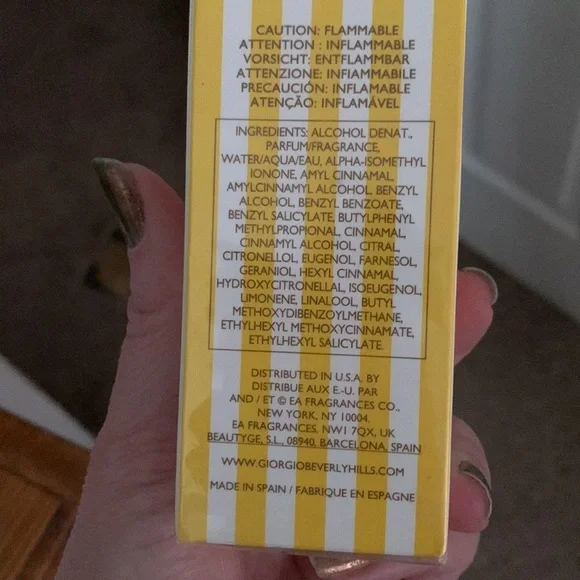 CAUTION: FLAMMABLE
ATTENTION : INFLAMMABLE
VORSICHT: ENTFLAMMBAR
ATTENZIONE: INFIAMMABILE
PRECAUCIÓN: INFLAMABLE
ATENÇÃO: INFLAMÁVEL
INGREDIENTS: ALCOHOL DENAT.,
PARFUM/FRAGRANCE,
WATER/AQUA/EAU, ALPHA-ISOMETHYL
IONONE, AMYL CINNAMAL,
AMYLCINNAMYL ALCOHOL, BENZYL
ALCOHOL, BENZYL BENZOATE,
BENZYL SALICYLATE, BUTYLPHENYL
METHYLPROPIONAL, CINNAMAL,
CINNAMYL ALCOHOL, CITRAL,
CITRONELLOL, EUGENOL, FARNESOL,
GERANIOL, HEXYL CINNAMAL,
HYDROXYCITRONELLAL, ISOEUGENOL,
LIMONENE, LINALOOL, BUTYL
METHOXYDIBENZOYLMETHANE,
ETHYLHEXYL METHOXYCINNAMATE,
ETHYLHEXYL SALICYLATE.
DISTRIBUTED IN U.S.A. BY
DISTRIBUE AUX E.-U. PAR
AND / ET © EA FRAGRANCES CO.,
NEW YORK, NY 10004.
EA FRAGRANCES, NW1 7QX, UK
BEAUTYGE, S.L., 08940, BARCELONA, SPAIN
WWW.GIORGIOBEVERLYHILLS.COM
MADE IN SPAIN / FABRIQUE EN ESPAGNE